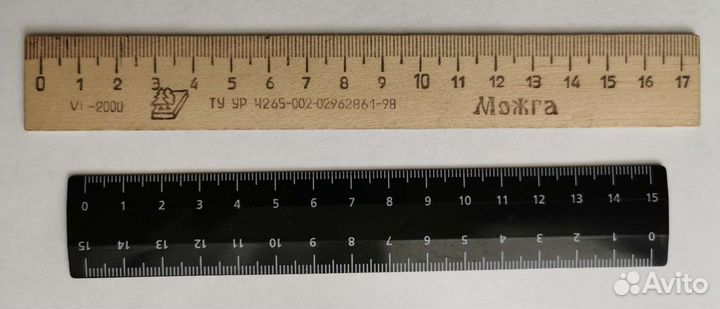 0 1 2 3 4 5 6 7 8 9 10 11 12 13 14 15 16 17
VI-2000 ТУ УР 4265-002-02962861-98 Можга
0 1 2 3 4 5 6 7 8 9 10 11 12 13 14 15
15 14 13 12 11 10 9 8 7 6 5 4 3 2 1 0
Avito